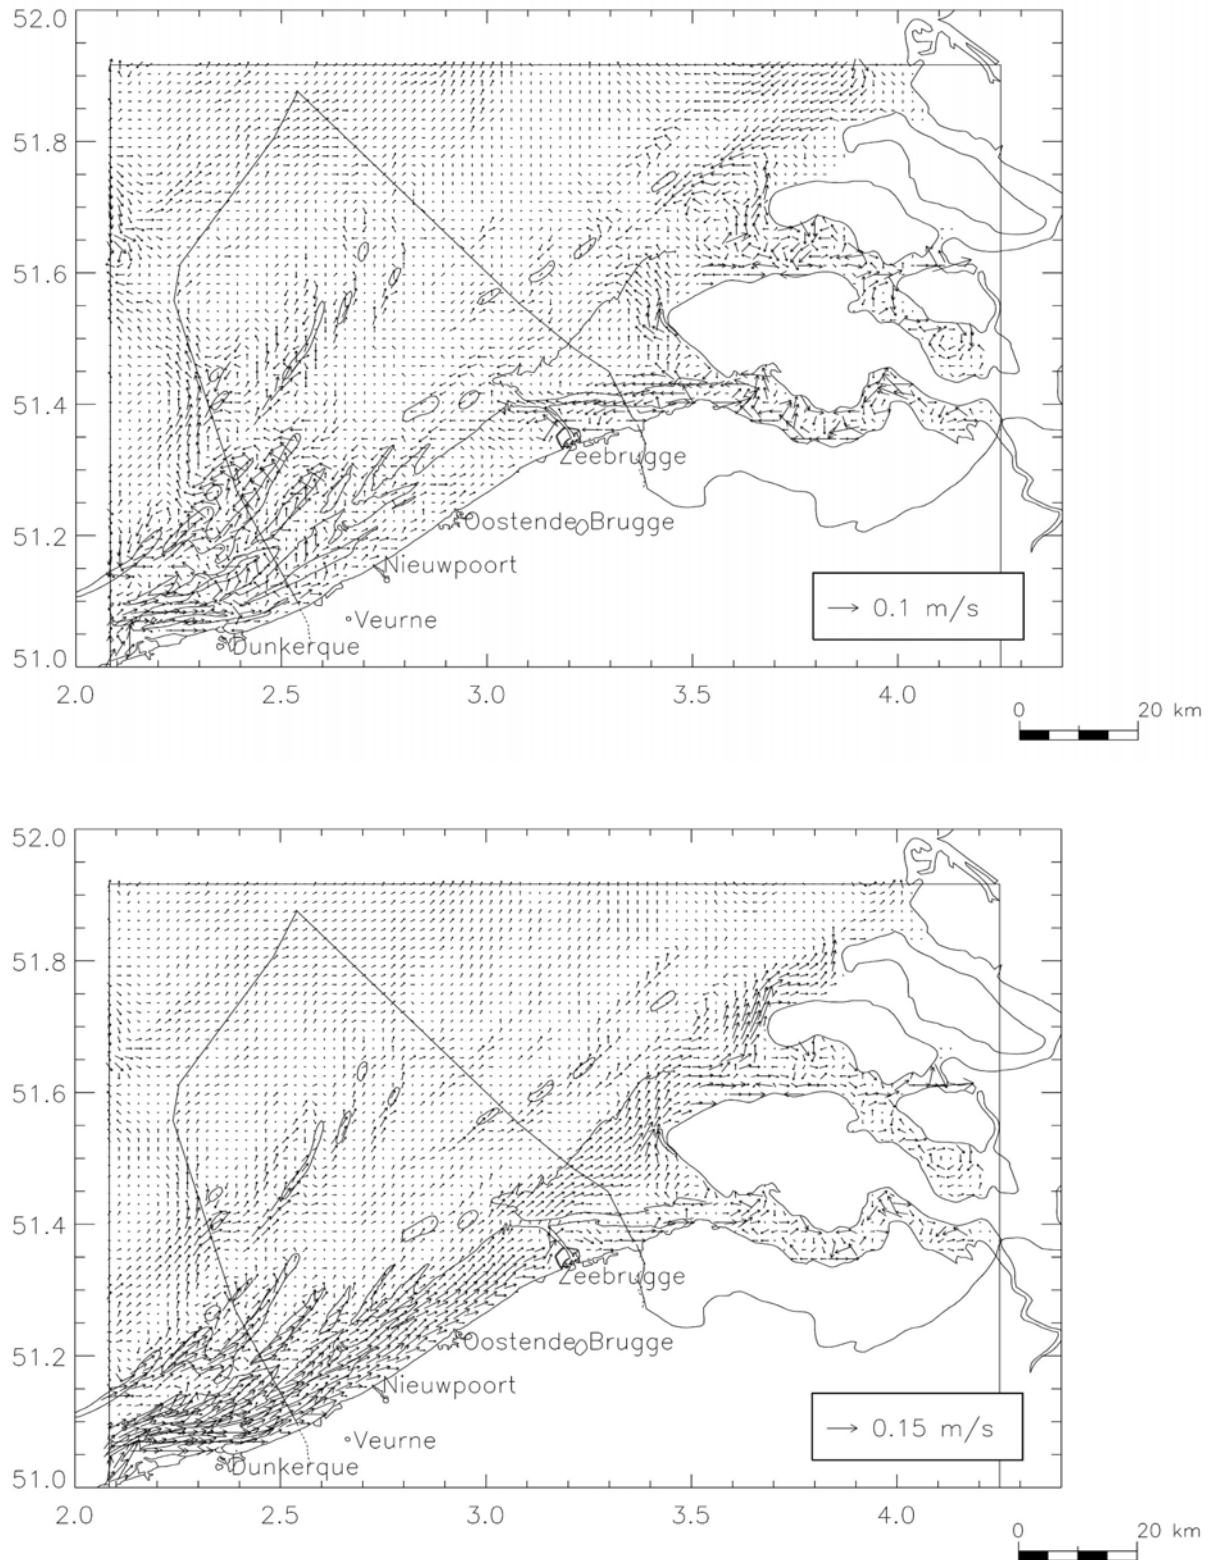 52.0
51.8
51.6
51.4
51.2
51.0
Zeebrugge
Oostende Brugge
Nieuwpoort
Veurne
Dunkerque
0.1 m/s
2.0 2.5 3.0 3.5 4.0
0 20 km
52.0
51.8
51.6
51.4
51.2
51.0
Zeebrugge
Oostende Brugge
Nieuwpoort
Veurne
Dunkerque
0.15 m/s
2.0 2.5 3.0 3.5 4.0
0 20 km